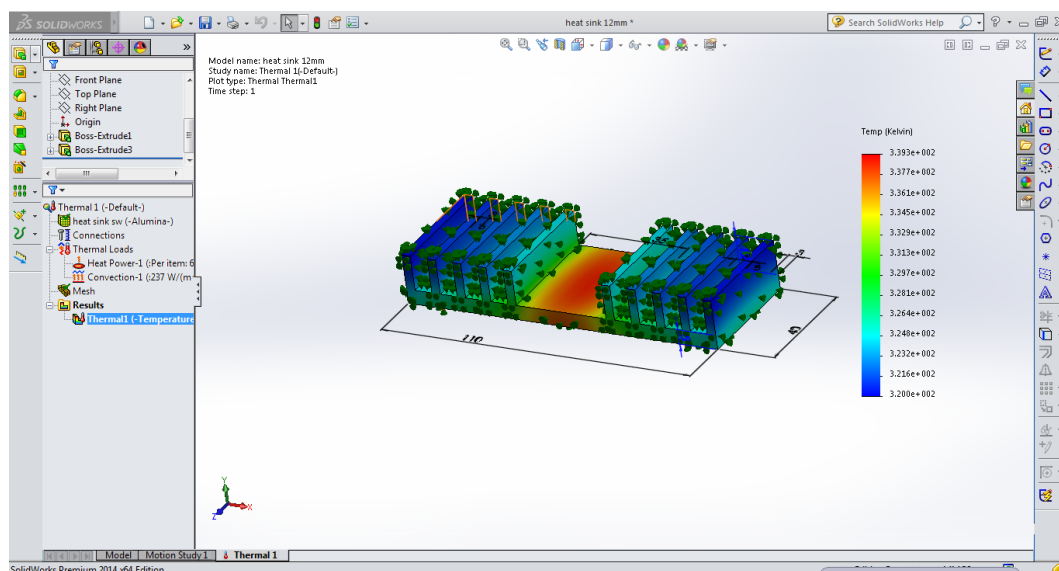 SOLIDWORKS
heat sink 12mm *
Search SolidWorks Help
Model name: heat sink 12mm
Study name: Thermal 1(-Default-)
Plot type: Thermal Thermal1
Time step: 1
Front Plane
Top Plane
Right Plane
Origin
Boss-Extrude1
Boss-Extrude3
Thermal 1 (-Default-)
heat sink sw (-Alumina-)
Connections
Thermal Loads
Heat Power-1 (:Per item: 6
Convection-1 (:237 W/(m
Mesh
Results
Thermal1 (-Temperature
Temp (Kelvin)
3.393e+002
3.377e+002
3.361e+002
3.345e+002
3.329e+002
3.313e+002
3.297e+002
3.281e+002
3.264e+002
3.248e+002
3.232e+002
3.216e+002
3.200e+002
110
Y
X
Z
Model
Motion Study 1
Thermal 1
SolidWorks Premium 2014 x64 Edition